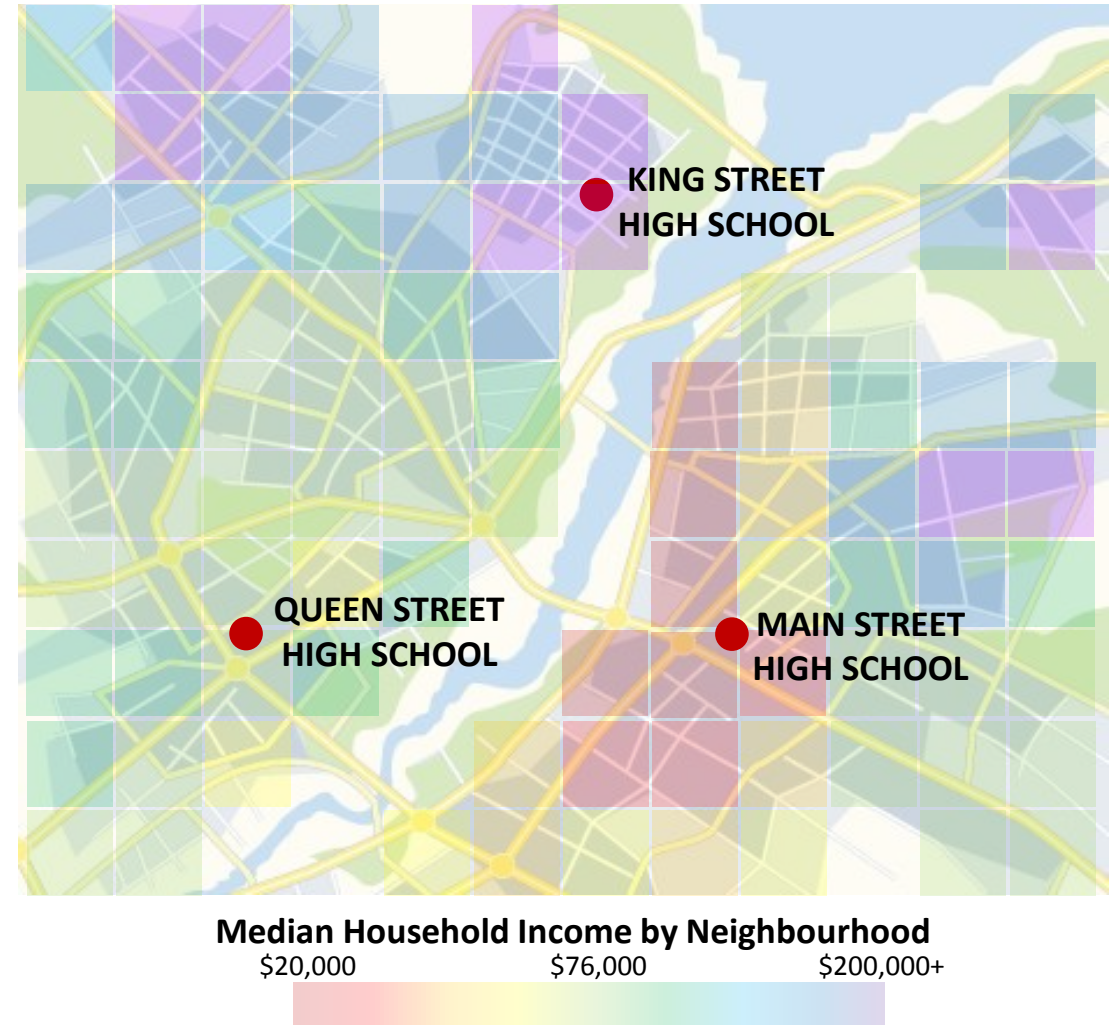 KING STREET
HIGH SCHOOL
QUEEN STREET
HIGH SCHOOL
MAIN STREET
HIGH SCHOOL
Median Household Income by Neighbourhood
$20,000 $76,000 $200,000+